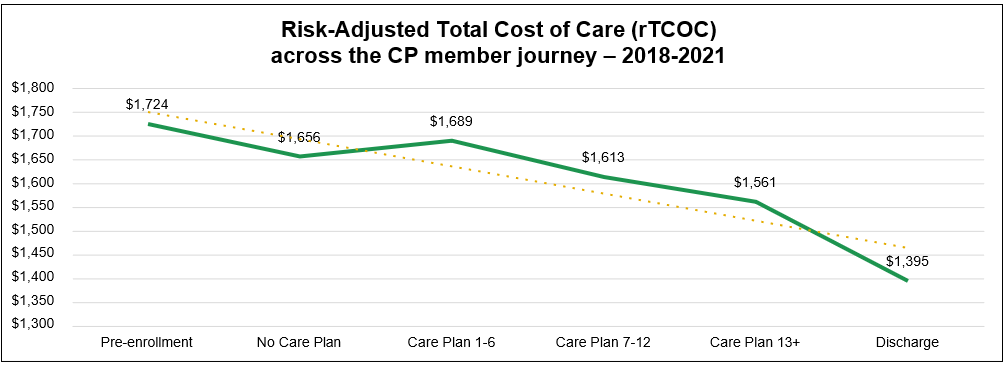 Risk-Adjusted Total Cost of Care (rTCOC)
across the CP member journey – 2018-2021
$1,800
$1,750
$1,700
$1,650
$1,600
$1,550
$1,500
$1,450
$1,400
$1,350
$1,300
$1,724
$1,656
$1,689
$1,613
$1,561
$1,395
Pre-enrollment
No Care Plan
Care Plan 1-6
Care Plan 7-12
Care Plan 13+
Discharge